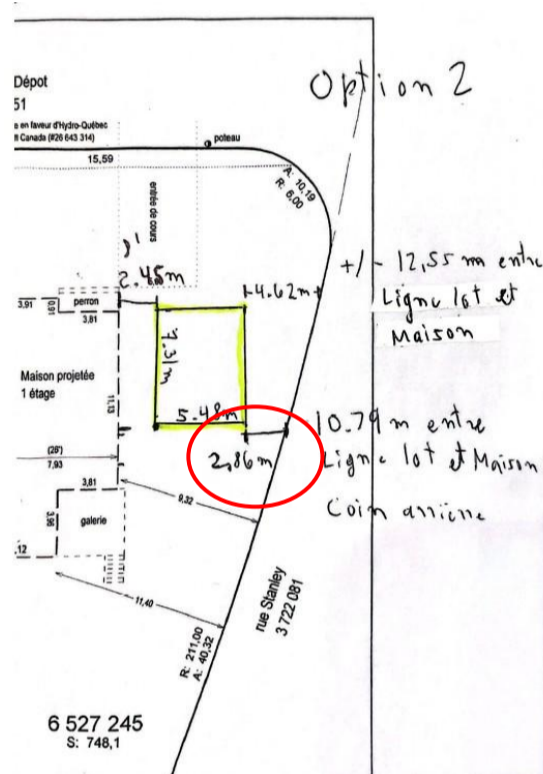 Option 2
Dépot
51
e en faveur d'Hydro-Québec
ll Canada (#26 643 314)
poteau
15,59
A: 10,19
R: 6,00
entrée de cours
8'
2.45m
4.62m
+/- 12,55 m entre
Ligne lot et
Maison
3,91
0,91
perron
3,81
7.31m
Maison projetée
1 étage
11,13
5.48m
10.79 m entre
Ligne lot et Maison
Coin arrière
2,86m
(26')
7,93
3,81
9,32
3,96
galerie
,12
11,40
rue Stanley
3 722 081
R: 211,00
A: 40,32
6 527 245
S: 748,1